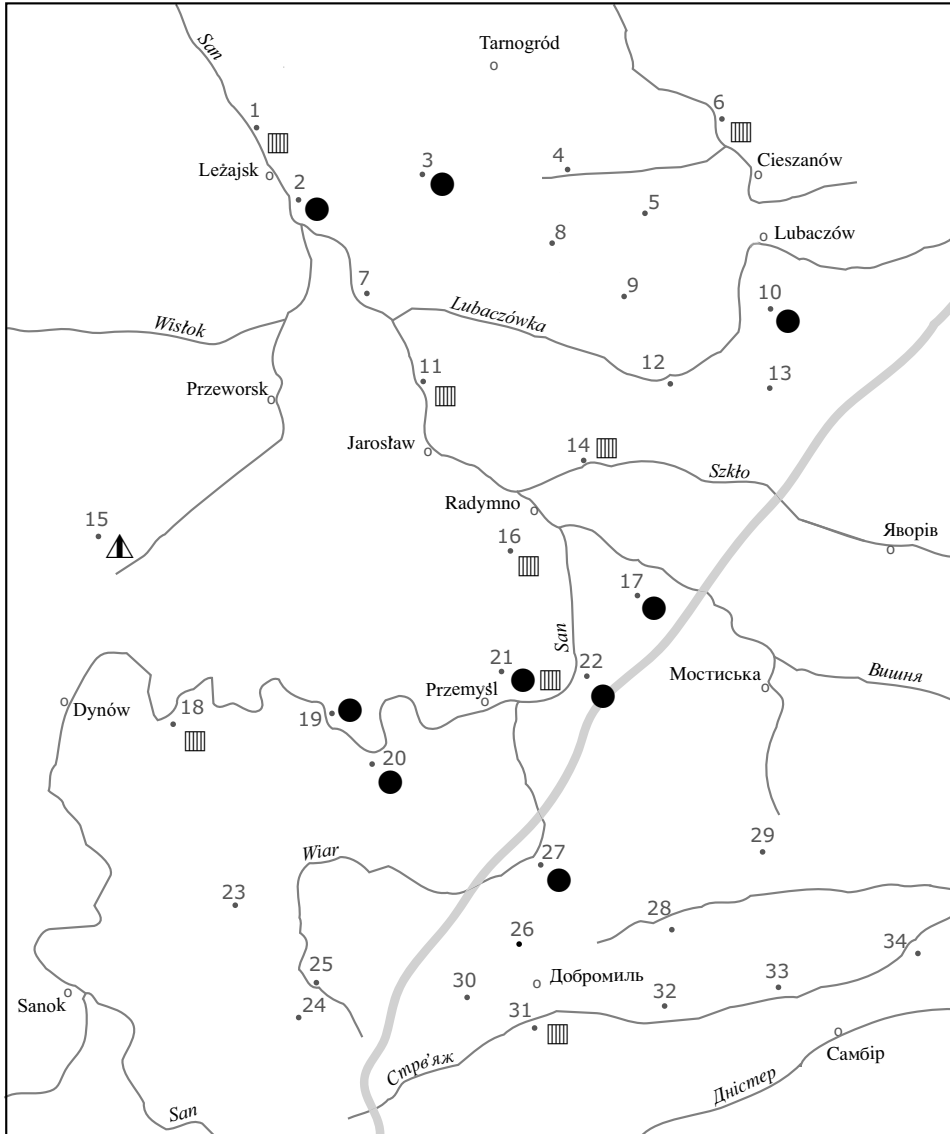 San
Tarnogród
1
6
3
4
Leżajsk
Cieszanów
2
5
8
Lubaczów
7
9
10
Lubaczówka
Wisłok
12
13
11
Przeworsk
14
Jarosław
Szkło
Radymno
15
16
Яворів
17
San
21
22
Przemyśl
Мостиська
Вишня
Dynów
18
19
20
29
Wiar
27
23
28
26
34
25
Добромиль
33
Sanok
30
24
31
32
Самбір
Стрв'яж
Дністер
San